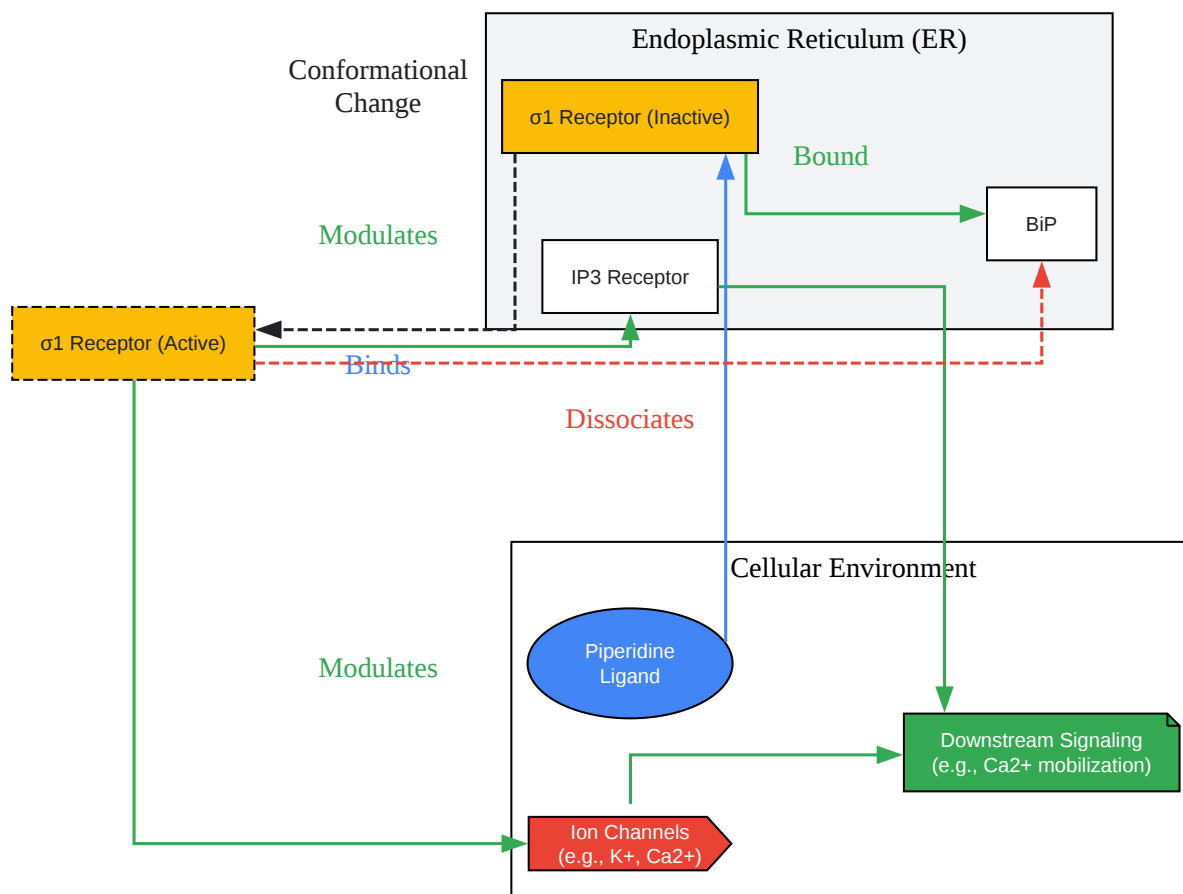 Endoplasmic Reticulum (ER)
Conformational
Change
σ1 Receptor (Inactive)
Bound
BiP
Modulates
IP3 Receptor
σ1 Receptor (Active)
Binds
Dissociates
Cellular Environment
Piperidine
Ligand
Modulates
Downstream Signaling
(e.g., Ca2+ mobilization)
Ion Channels
(e.g., K+, Ca2+)